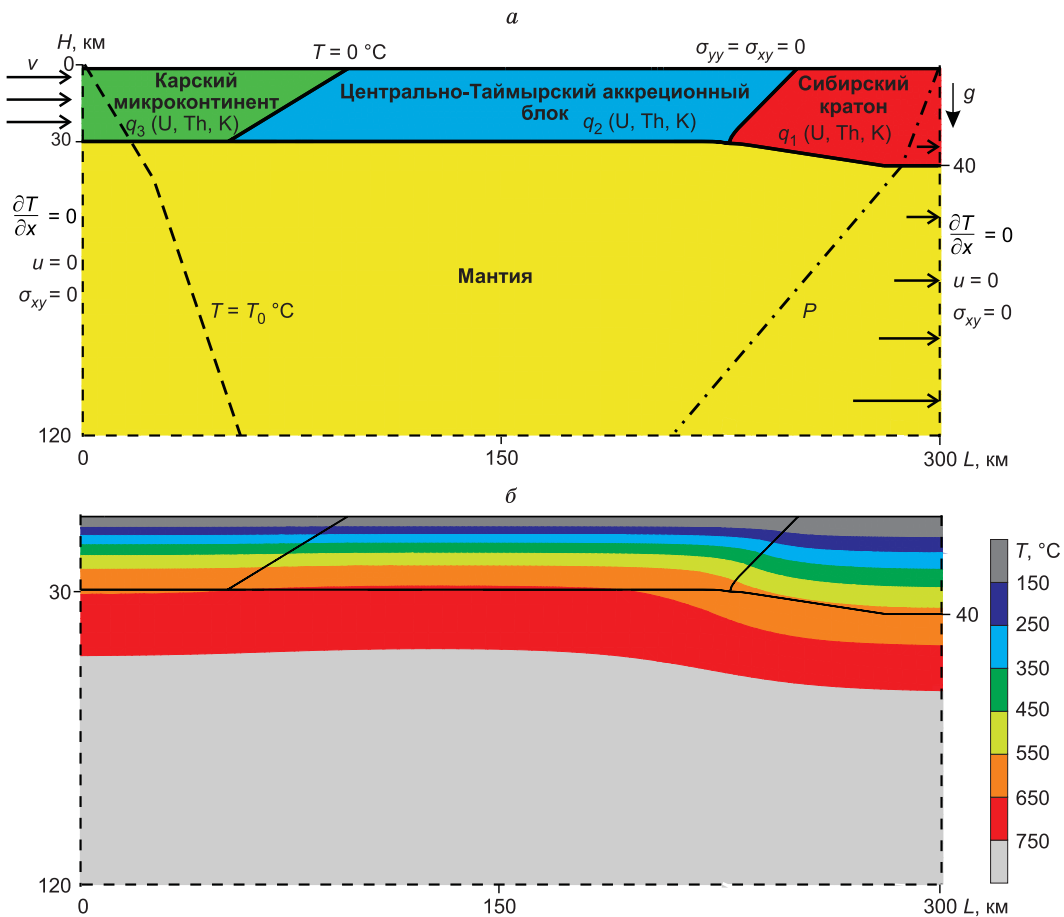 а
H, км
v
0
T = 0 °C
σyy = σxy = 0
Карский
микроконтинент
q3 (U, Th, K)
Центрально-Таймырский аккреционный
блок
q2 (U, Th, K)
Сибирский
кратон
q1 (U, Th, K)
g
30
40
∂T/∂x = 0
u = 0
σxy = 0
Мантия
T = T0 °C
P
∂T/∂x = 0
u = 0
σxy = 0
120
0
150
300 L, км
б
30
40
120
0
150
300 L, км
T, °C
150
250
350
450
550
650
750